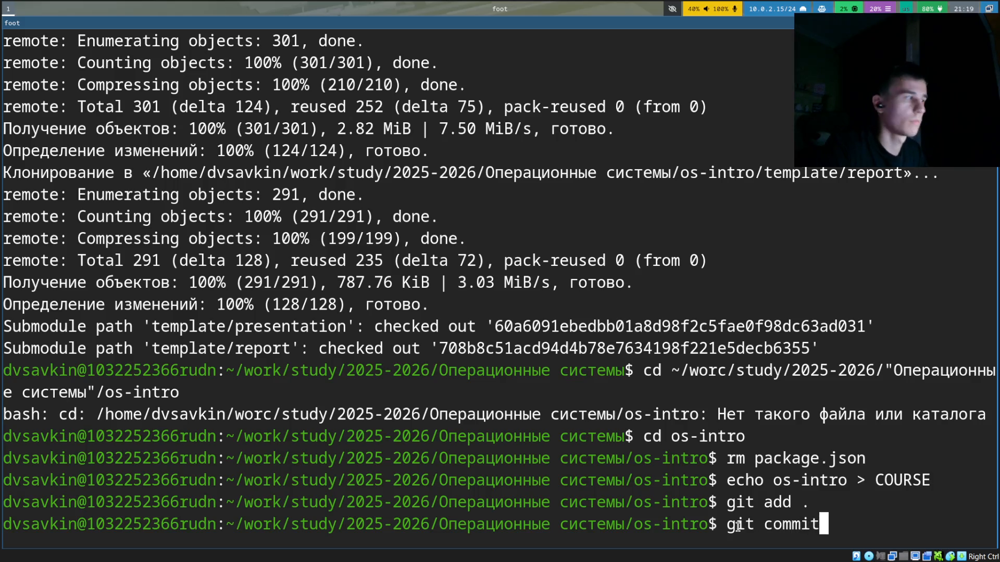 1
foot
40% 100%
10.0.2.15/24
2%
20%
us
80%
21:19
foot
remote: Enumerating objects: 301, done.
remote: Counting objects: 100% (301/301), done.
remote: Compressing objects: 100% (210/210), done.
remote: Total 301 (delta 124), reused 252 (delta 75), pack-reused 0 (from 0)
Получение объектов: 100% (301/301), 2.82 MiB | 7.50 MiB/s, готово.
Определение изменений: 100% (124/124), готово.
Клонирование в «/home/dvsavkin/work/study/2025-2026/Операционные системы/os-intro/template/report»...
remote: Enumerating objects: 291, done.
remote: Counting objects: 100% (291/291), done.
remote: Compressing objects: 100% (199/199), done.
remote: Total 291 (delta 128), reused 235 (delta 72), pack-reused 0 (from 0)
Получение объектов: 100% (291/291), 787.76 KiB | 3.03 MiB/s, готово.
Определение изменений: 100% (128/128), готово.
Submodule path 'template/presentation': checked out '60a6091ebedbb01a8d98f2c5fae0f98dc63ad031'
Submodule path 'template/report': checked out '708b8c51acd94d4b78e7634198f221e5decb6355'
dvsavkin@1032252366rudn:~/work/study/2025-2026/Операционные системы$ cd ~/worc/study/2025-2026/"Операционны
е системы"/os-intro
bash: cd: /home/dvsavkin/worc/study/2025-2026/Операционные системы/os-intro: Нет такого файла или каталога
dvsavkin@1032252366rudn:~/work/study/2025-2026/Операционные системы$ cd os-intro
dvsavkin@1032252366rudn:~/work/study/2025-2026/Операционные системы/os-intro$ rm package.json
dvsavkin@1032252366rudn:~/work/study/2025-2026/Операционные системы/os-intro$ echo os-intro > COURSE
dvsavkin@1032252366rudn:~/work/study/2025-2026/Операционные системы/os-intro$ git add .
dvsavkin@1032252366rudn:~/work/study/2025-2026/Операционные системы/os-intro$ git commit
Right Ctrl